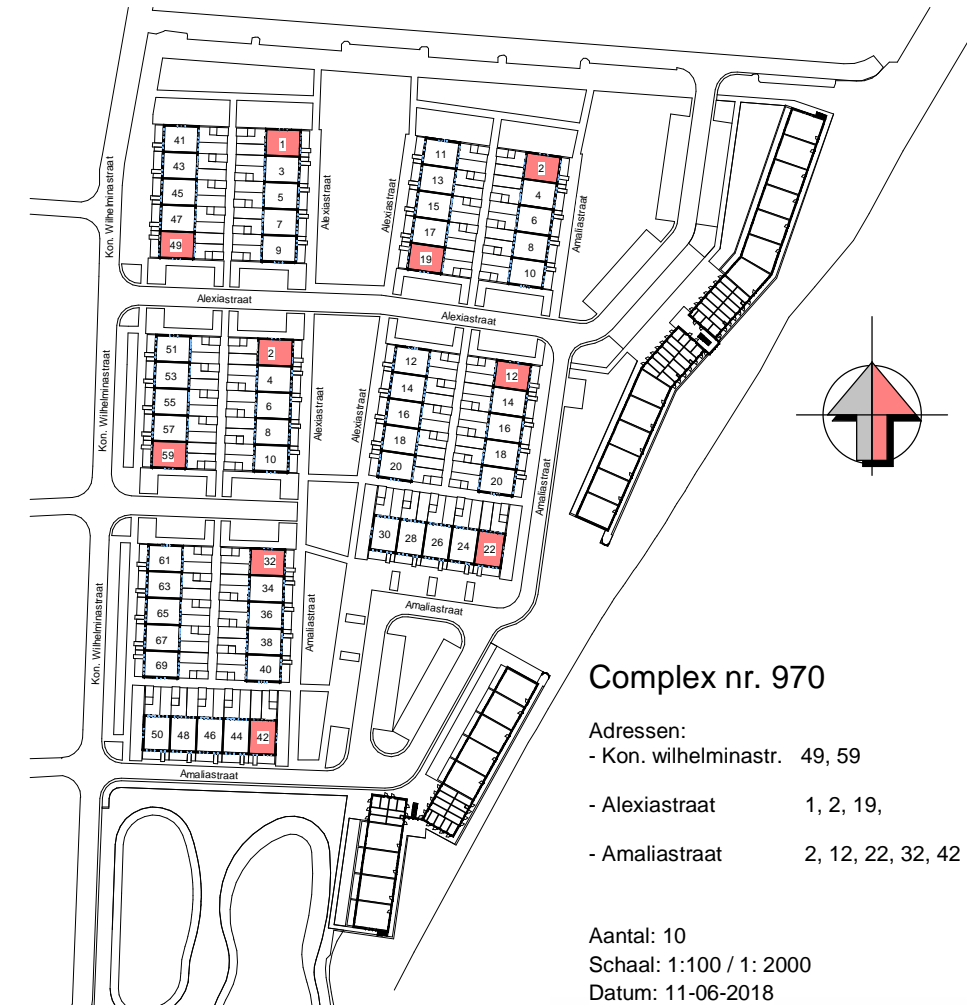 41
43
45
47
49
1
3
5
7
9
11
13
15
17
19
2
4
6
8
10
Kon. Wilhelminastraat
Alexiastraat
Alexiastraat
Amaliastraat
Alexiastraat
Alexiastraat
51
53
55
57
59
2
4
6
8
10
12
14
16
18
20
12
14
16
18
20
Kon. Wilhelminastraat
Alexiastraat
Alexiastraat
Amaliastraat
30 28 26 24 22
61
63
65
67
69
32
34
36
38
40
Kon. Wilhelminastraat
Amaliastraat
Amaliastraat
50 48 46 44 42
Amaliastraat
Complex nr. 970
Adressen:
- Kon. wilhelminastr. 49, 59
- Alexiastraat 1, 2, 19,
- Amaliastraat 2, 12, 22, 32, 42
Aantal: 10
Schaal: 1:100 / 1: 2000
Datum: 11-06-2018